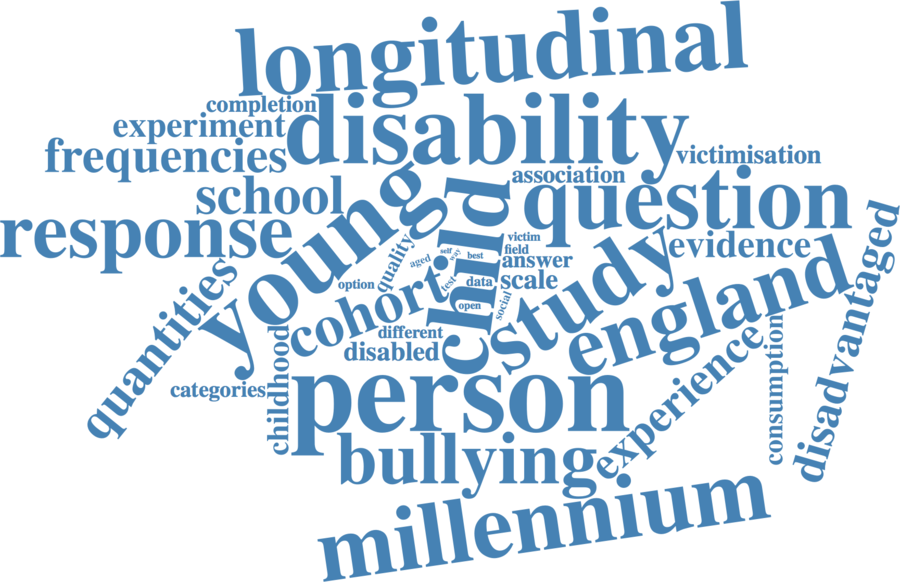 longitudinal
completion
disability
experiment
frequencies
victimisation
association
school
young
child
question
response
victim
field
evidence
self
way
best
quality
aged
answer
study
disadvantaged
option
cohort
test
data
scale
england
quantities
open
social
different
disabled
childhood
categories
person
experience
consumption
bullying
millennium